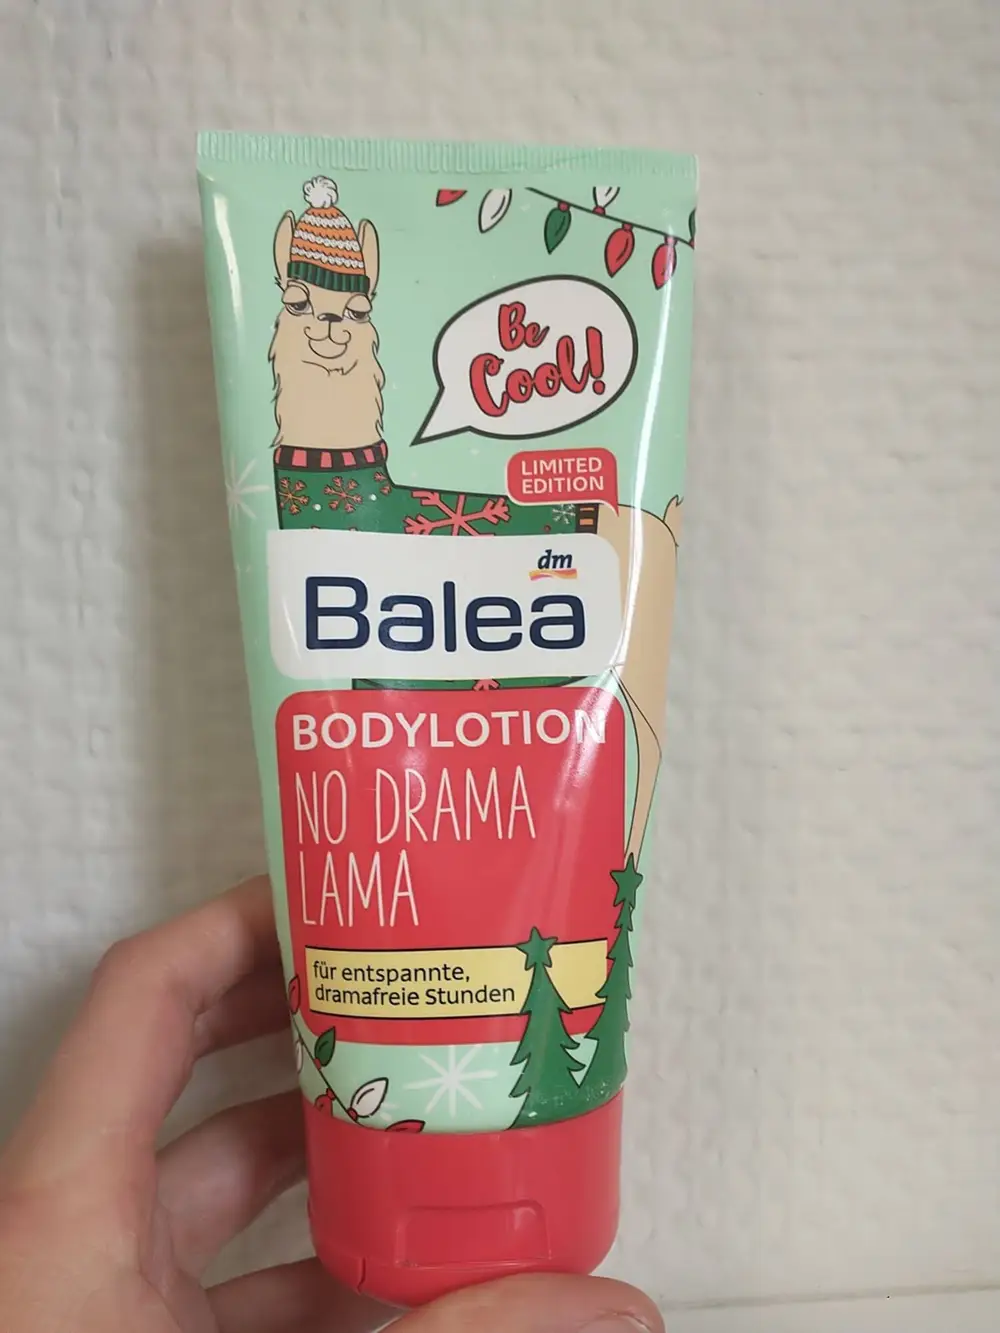 Be
Cool!
LIMITED
EDITION
dm
Balea
BODYLOTION
NO DRAMA
LAMA
für entspannte,
dramafreie Stunden